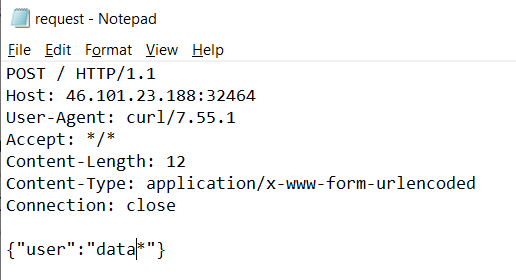 request - Notepad
File Edit Format View Help
POST / HTTP/1.1
Host: 46.101.23.188:32464
User-Agent: curl/7.55.1
Accept: */*
Content-Length: 12
Content-Type: application/x-www-form-urlencoded
Connection: close

{"user":"data*"}